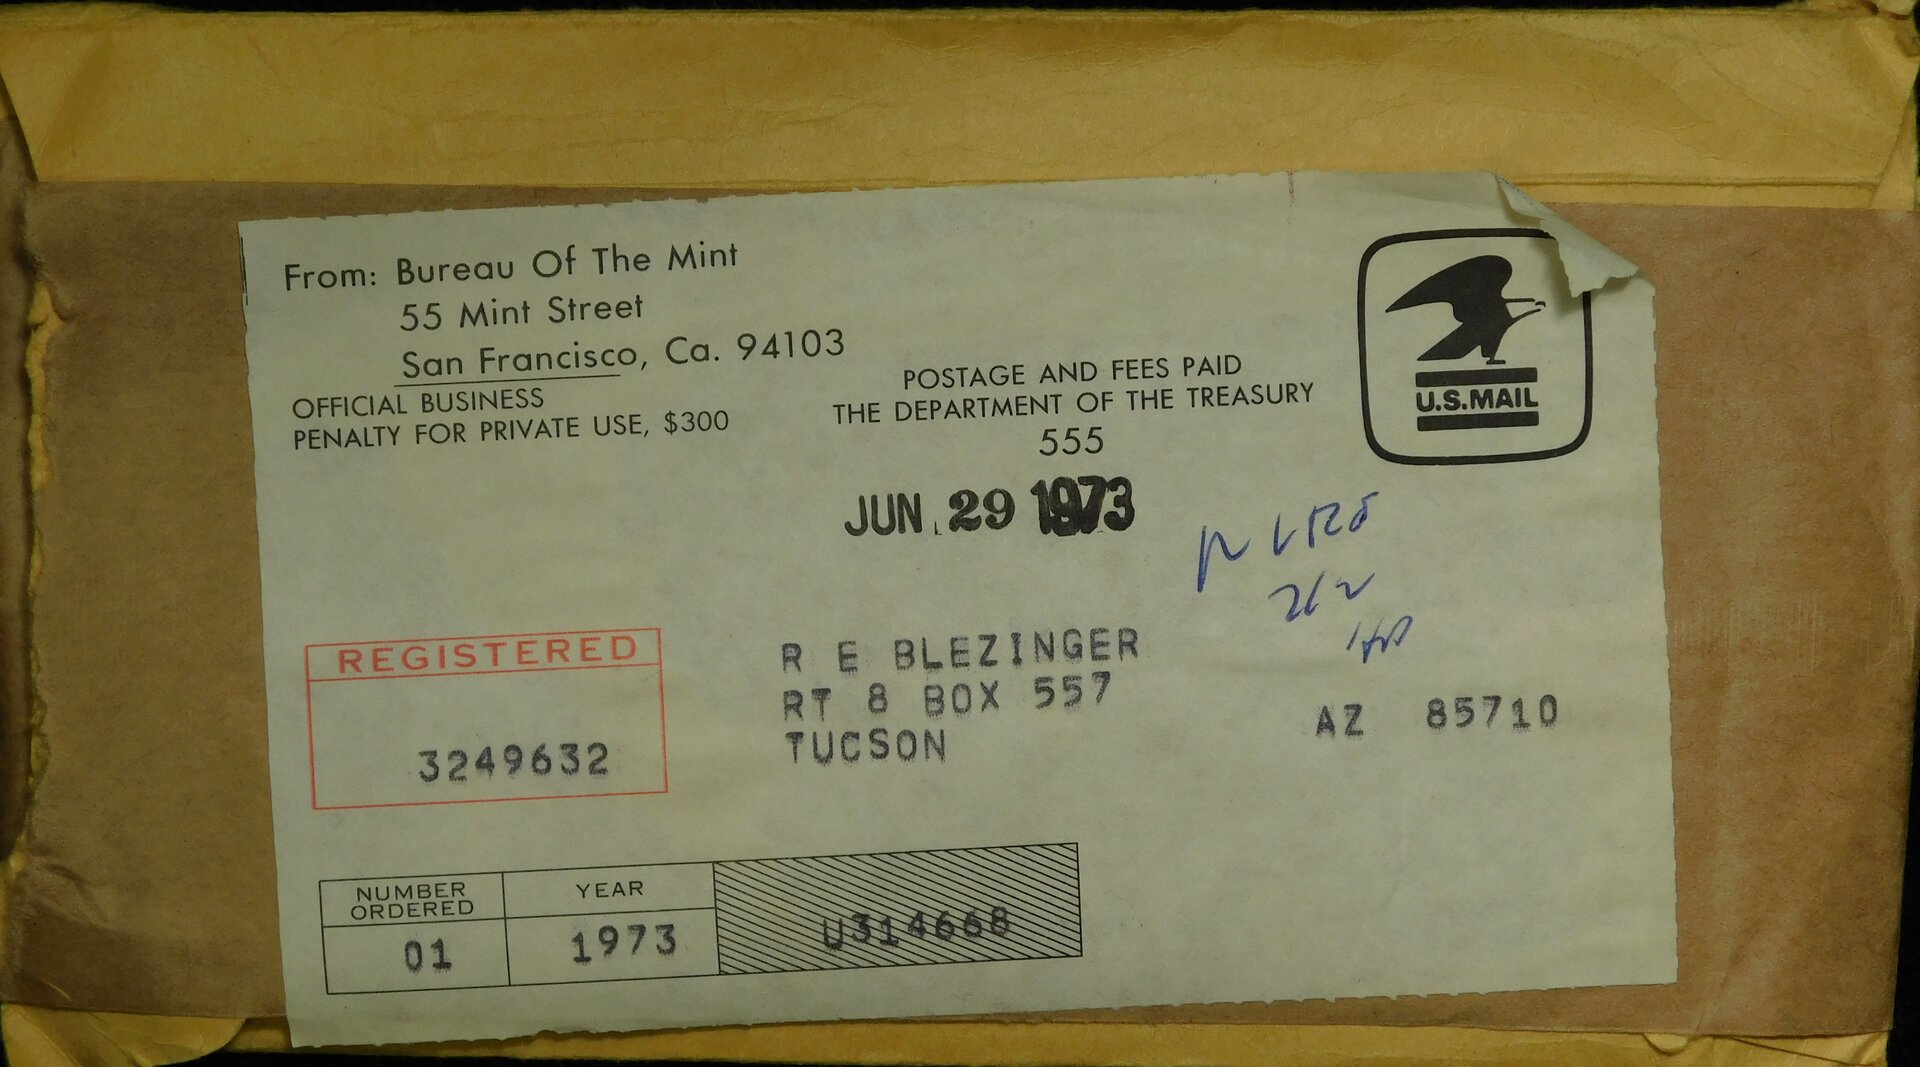 From: Bureau Of The Mint
55 Mint Street
San Francisco, Ca. 94103
OFFICIAL BUSINESS
PENALTY FOR PRIVATE USE, $300
POSTAGE AND FEES PAID
THE DEPARTMENT OF THE TREASURY
555
U.S.MAIL
JUN 29 1973
REGISTERED
3249632
R E BLEZINGER
RT 8 BOX 557
TUCSON AZ 85710
NUMBER ORDERED
YEAR
01
1973
U314668